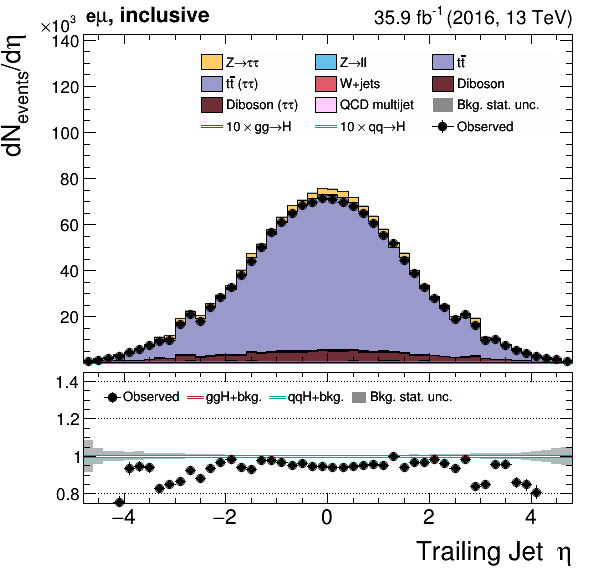 ×10³ eμ, inclusive 35.9 fb⁻¹ (2016, 13 TeV)
dN_events/dη
140
120
100
80
60
40
20
Z→ττ Z→ll tt̄
tt̄ (ττ) W+jets Diboson
Diboson (ττ) QCD multijet Bkg. stat. unc.
10 × gg→H 10 × qq→H Observed
1.4
1.2
1
0.8
Observed ggH+bkg. qqH+bkg. Bkg. stat. unc.
−4 −2 0 2 4
Trailing Jet η